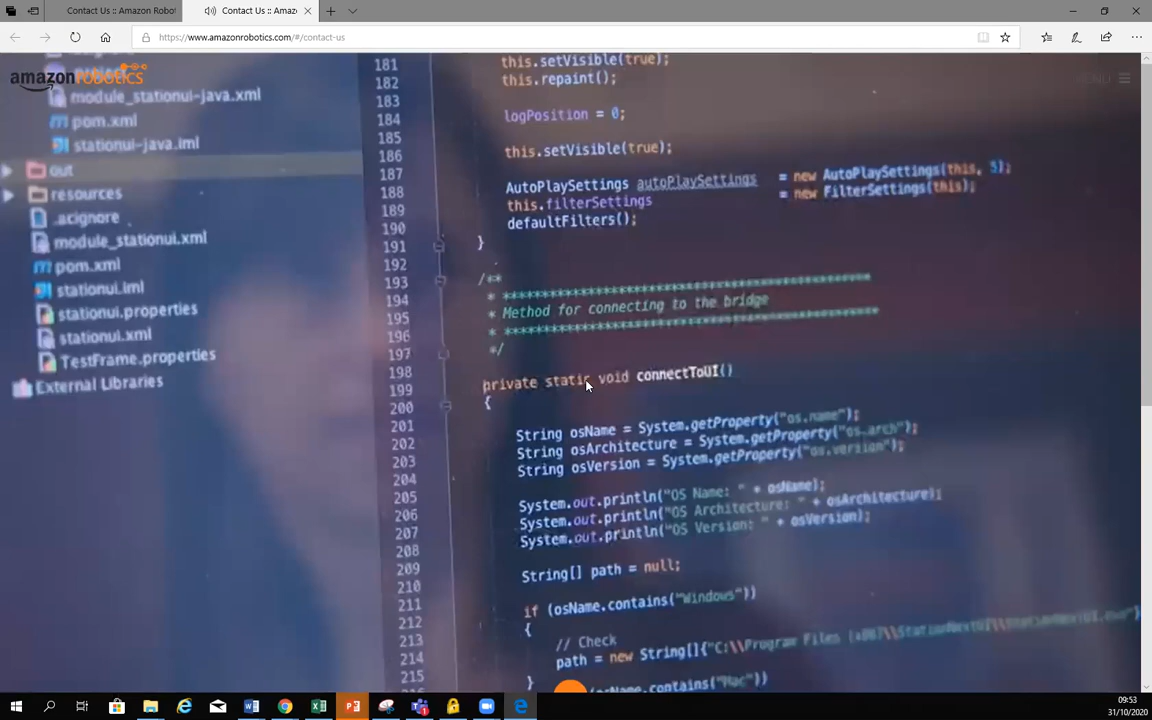 Contact Us :: Amazon Robot
Contact Us :: Amaz
https://www.amazonrobotics.com/#/contact-us
amazonrobotics
MENU
module_stationui-java.xml
pom.xml
stationui-java.iml
out
resources
.acignore
module_stationui.xml
pom.xml
stationui.iml
stationui.properties
stationui.xml
TestFrame.properties
External Libraries
181 this.setVisible(true);
182 this.repaint();
183
184 logPosition = 0;
185
186 this.setVisible(true);
187
188 AutoPlaySettings autoPlaySettings = new AutoPlaySettings(this, 5);
189 this.filterSettings = new FilterSettings(this);
190 defaultFilters();
191 }
192
193 /**
194 * ************************************************
195 * Method for connecting to the bridge
196 * ************************************************
197 */
198
199 private static void connectToUI()
200 {
201
202 String osName = System.getProperty("os.name");
203 String osArchitecture = System.getProperty("os.arch");
204 String osVersion = System.getProperty("os.version");
205
206 System.out.println("OS Name: " + osName);
207 System.out.println("OS Architecture: " + osArchitecture);
208 System.out.println("OS Version: " + osVersion);
209
210 String[] path = null;
211
212 if (osName.contains("Windows"))
213 {
214 // Check
215 path = new String[]{"C:\\Program Files
}
(osName.contains("Mac"))
09:53
31/10/2020